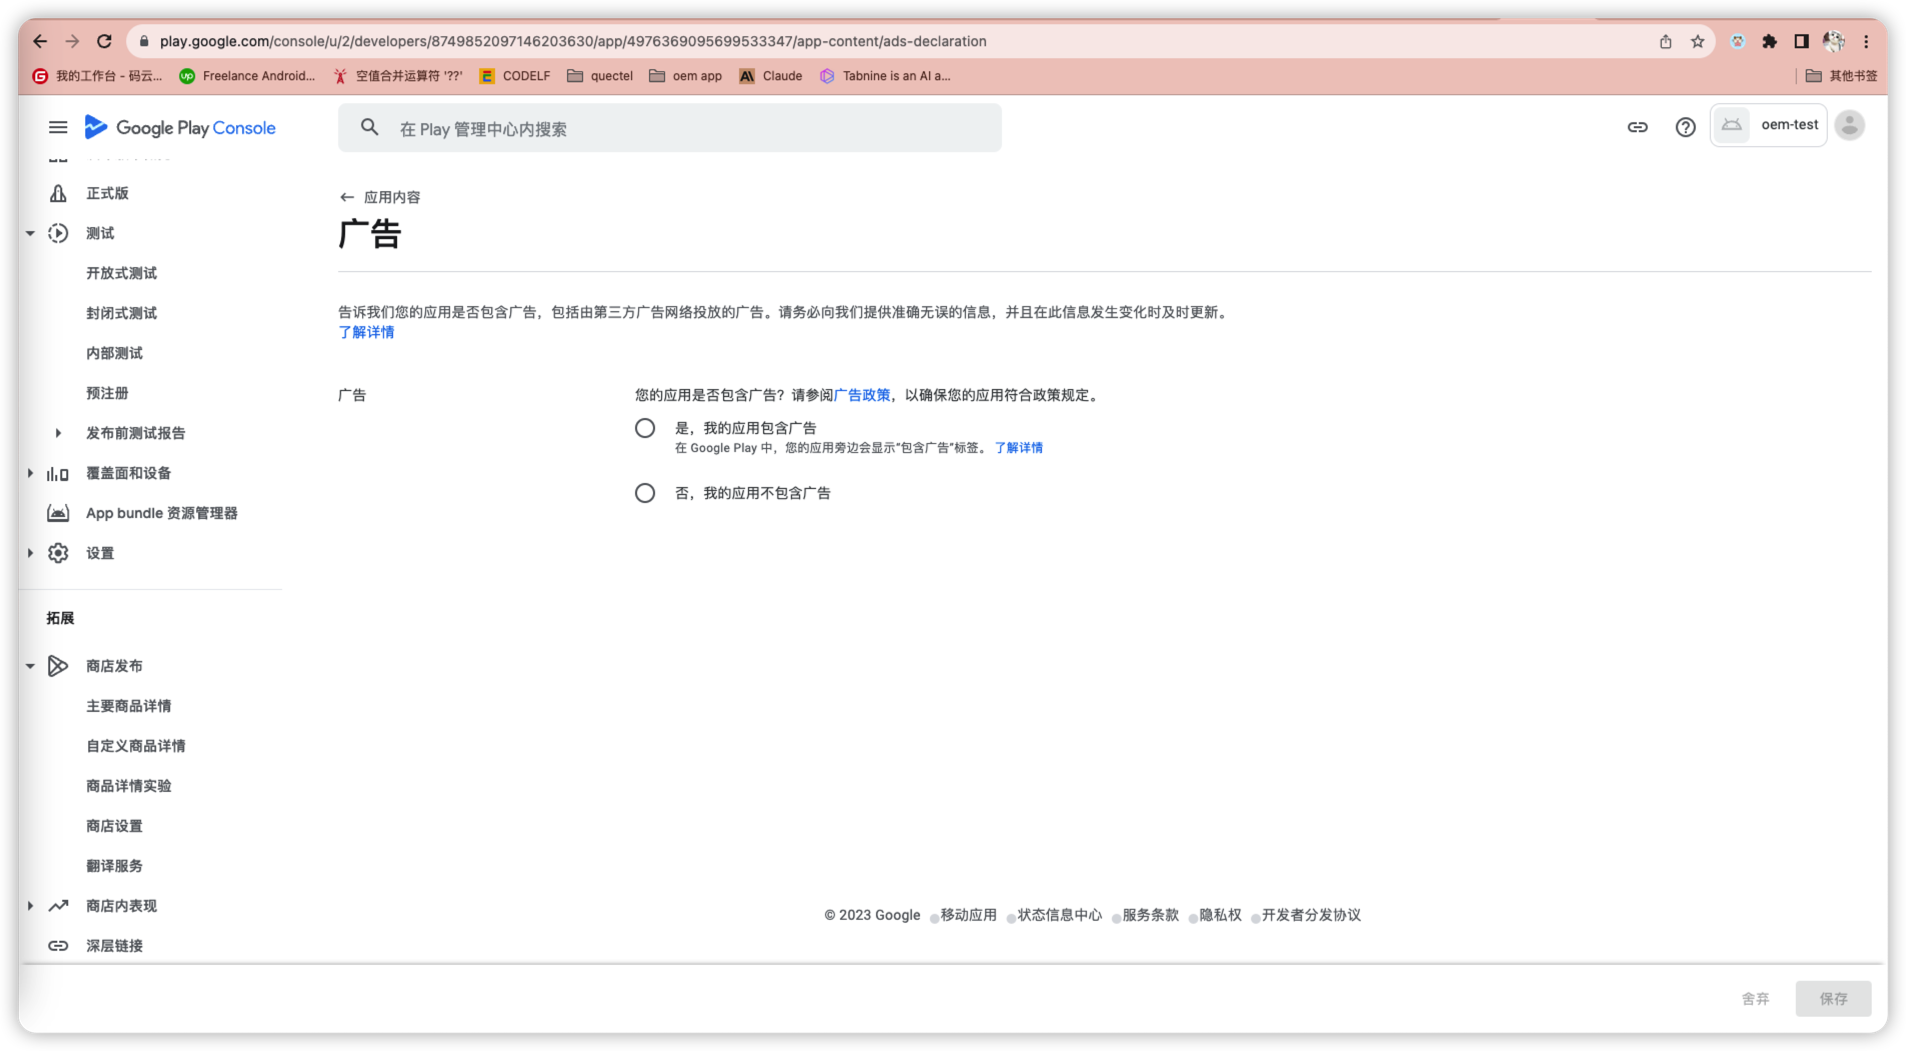 play.google.com/console/u/2/developers/8749852097146203630/app/4976369095699533347/app-content/ads-declaration
我的工作台 - 码云...
Freelance Android...
空值合并运算符 '??'
CODELF
quectel
oem app
Claude
Tabnine is an AI a...
其他书签
Google Play Console
在 Play 管理中心内搜索
oem-test
正式版
测试
开放式测试
封闭式测试
内部测试
预注册
发布前测试报告
覆盖面和设备
App bundle 资源管理器
设置
拓展
商店发布
主要商品详情
自定义商品详情
商品详情实验
商店设置
翻译服务
商店内表现
深层链接
← 应用内容
广告
告诉我们您的应用是否包含广告，包括由第三方广告网络投放的广告。请务必向我们提供准确无误的信息，并且在此信息发生变化时及时更新。
了解详情
广告
您的应用是否包含广告？请参阅广告政策，以确保您的应用符合政策规定。
是，我的应用包含广告
在 Google Play 中，您的应用旁边会显示“包含广告”标签。 了解详情
否，我的应用不包含广告
© 2023 Google 移动应用 状态信息中心 服务条款 隐私权 开发者分发协议
舍弃
保存